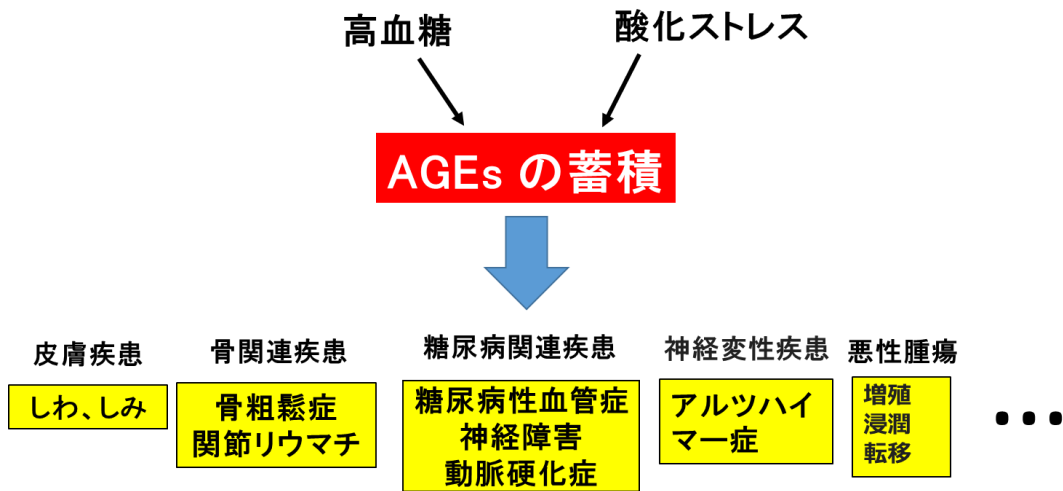 高血糖
酸化ストレス
AGEs の蓄積
皮膚疾患
しわ、しみ
骨関連疾患
骨粗鬆症
関節リウマチ
糖尿病関連疾患
糖尿病性血管症
神経障害
動脈硬化症
神経変性疾患
アルツハイ
マー症
悪性腫瘍
増殖
浸潤
転移
•••